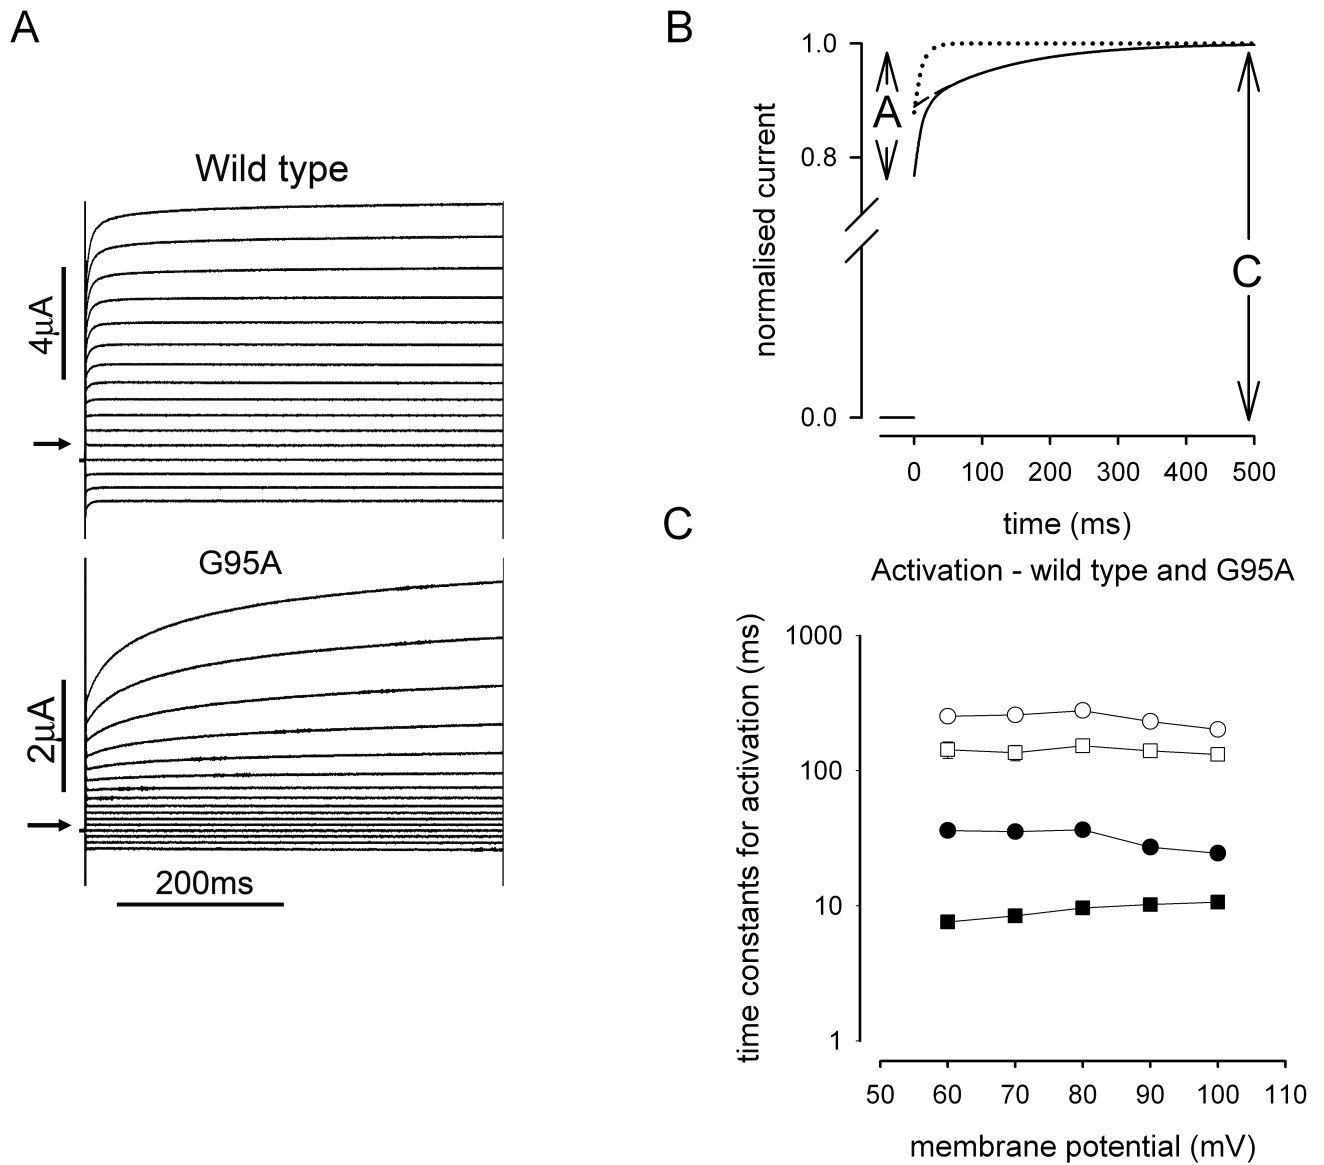 A
Wild type
4µA
G95A
2µA
200ms
B
normalised current
1.0
0.8
0.0
A
C
0 100 200 300 400 500
time (ms)
C
Activation - wild type and G95A
time constants for activation (ms)
1000
100
10
1
50 60 70 80 90 100 110
membrane potential (mV)